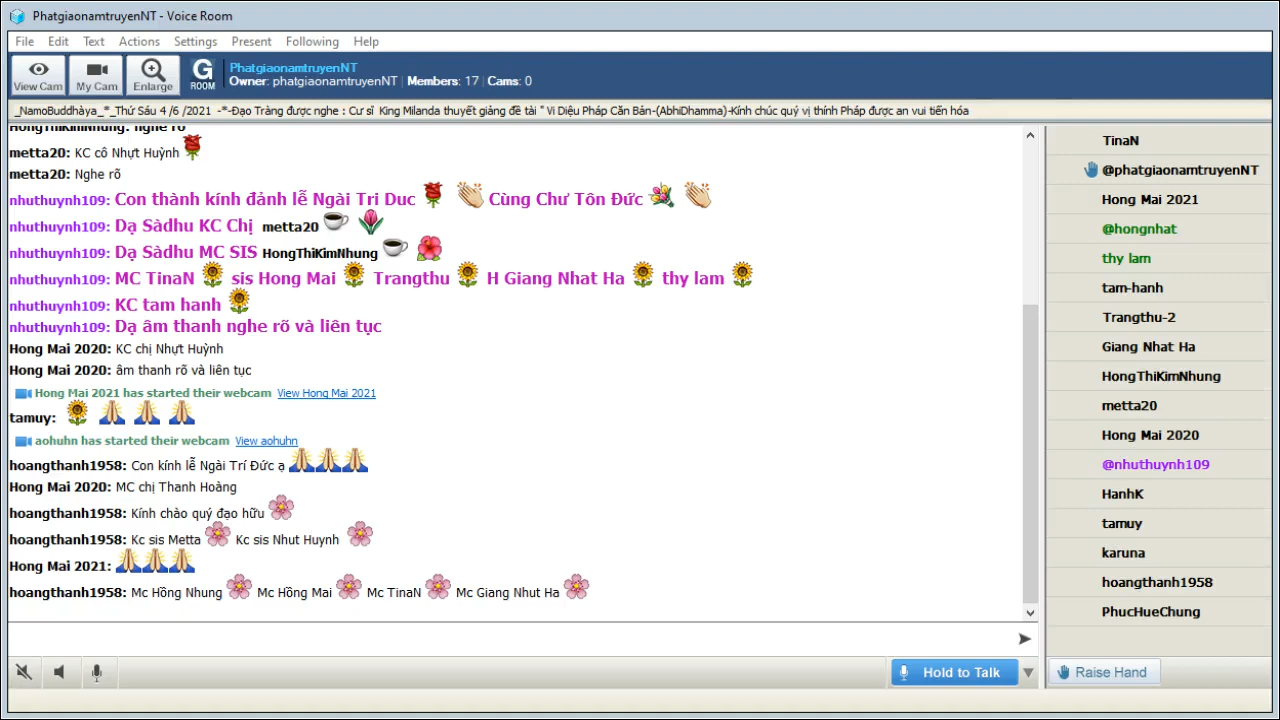 PhatgiaonamtruyenNT - Voice Room
File Edit Text Actions Settings Present Following Help
View Cam
My Cam
Enlarge
G ROOM
PhatgiaonamtruyenNT
Owner: phatgiaonamtruyenNT | Members: 17 | Cams: 0
_NamoBuddhàya_*_Thứ Sáu 4 /6 /2021 -*-Đạo Tràng được nghe : Cư sĩ King Milanda thuyết giảng đề tài " Vi Diệu Pháp Căn Bản-(AbhiDhamma)-Kính chúc quý vị thính Pháp được an vui tiến hóa
HongThiKimNhung: nghe rõ
metta20: KC cô Nhựt Huỳnh
metta20: Nghe rõ
nhuthuynh109: Con thành kính đảnh lễ Ngài Tri Duc Cùng Chư Tôn Đức
nhuthuynh109: Dạ Sàdhu KC Chị metta20
nhuthuynh109: Dạ Sàdhu MC SIS HongThiKimNhung
nhuthuynh109: MC TinaN sis Hong Mai Trangthu H Giang Nhat Ha thy lam
nhuthuynh109: KC tam hanh
nhuthuynh109: Dạ âm thanh nghe rõ và liên tục
Hong Mai 2020: KC chị Nhựt Huỳnh
Hong Mai 2020: âm thanh rõ và liên tục
Hong Mai 2021 has started their webcam View Hong Mai 2021
tamuy:
aohuhn has started their webcam View aohuhn
hoangthanh1958: Con kính lễ Ngài Trí Đức ạ
Hong Mai 2020: MC chị Thanh Hoàng
hoangthanh1958: Kính chào quý đạo hữu
hoangthanh1958: Kc sis Metta Kc sis Nhut Huynh
Hong Mai 2021:
hoangthanh1958: Mc Hồng Nhung Mc Hồng Mai Mc TinaN Mc Giang Nhut Ha
Hold to Talk
TinaN
@phatgiaonamtruyenNT
Hong Mai 2021
@hongnhat
thy lam
tam-hanh
Trangthu-2
Giang Nhat Ha
HongThiKimNhung
metta20
Hong Mai 2020
@nhuthuynh109
HanhK
tamuy
karuna
hoangthanh1958
PhucHueChung
Raise Hand